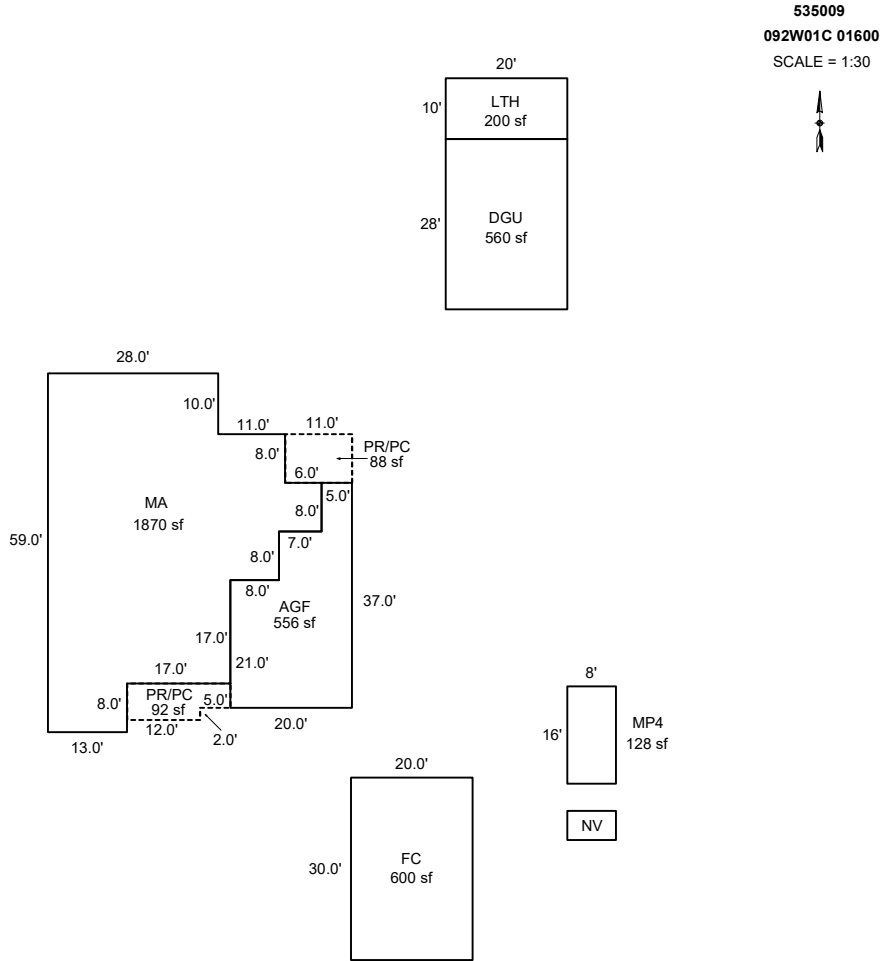 535009
092W01C 01600
SCALE = 1:30
20'
10'
LTH
200 sf
28'
DGU
560 sf
28.0'
10.0'
11.0'
11.0'
8.0'
PR/PC
88 sf
6.0'
5.0'
MA
1870 sf
8.0'
7.0'
59.0'
8.0'
8.0'
AGF
556 sf
37.0'
17.0'
17.0'
21.0'
8.0'
PR/PC
92 sf
5.0'
12.0'
2.0'
20.0'
13.0'
8'
16'
MP4
128 sf
NV
20.0'
30.0'
FC
600 sf